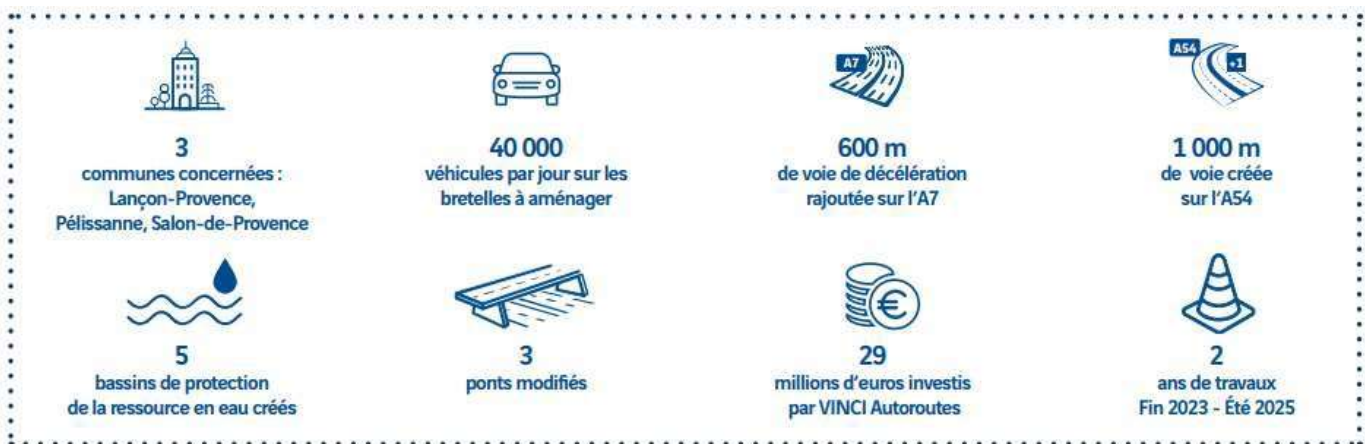 A7
A54
+1
3
communes concernées :
Lançon-Provence,
Pélissanne, Salon-de-Provence
40 000
véhicules par jour sur les
bretelles à aménager
600 m
de voie de décélération
rajoutée sur l'A7
1 000 m
de voie créée
sur l'A54
€
5
bassins de protection
de la ressource en eau créés
3
ponts modifiés
29
millions d'euros investis
par VINCI Autoroutes
2
ans de travaux
Fin 2023 - Été 2025